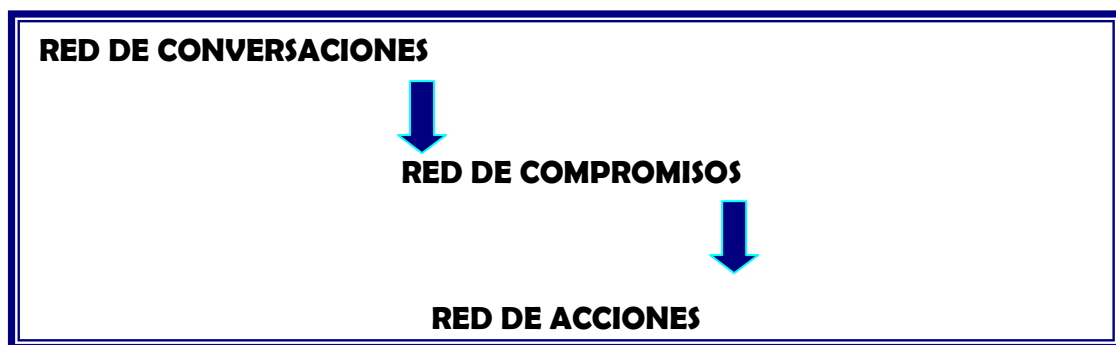 RED DE CONVERSACIONES
RED DE COMPROMISOS
RED DE ACCIONES